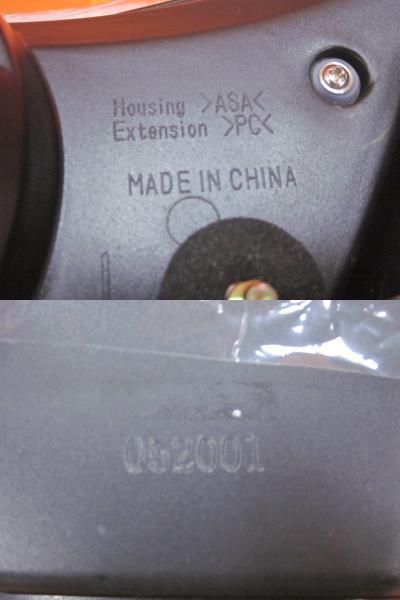 Housing >ASA<
Extension >PC<
MADE IN CHINA
052001